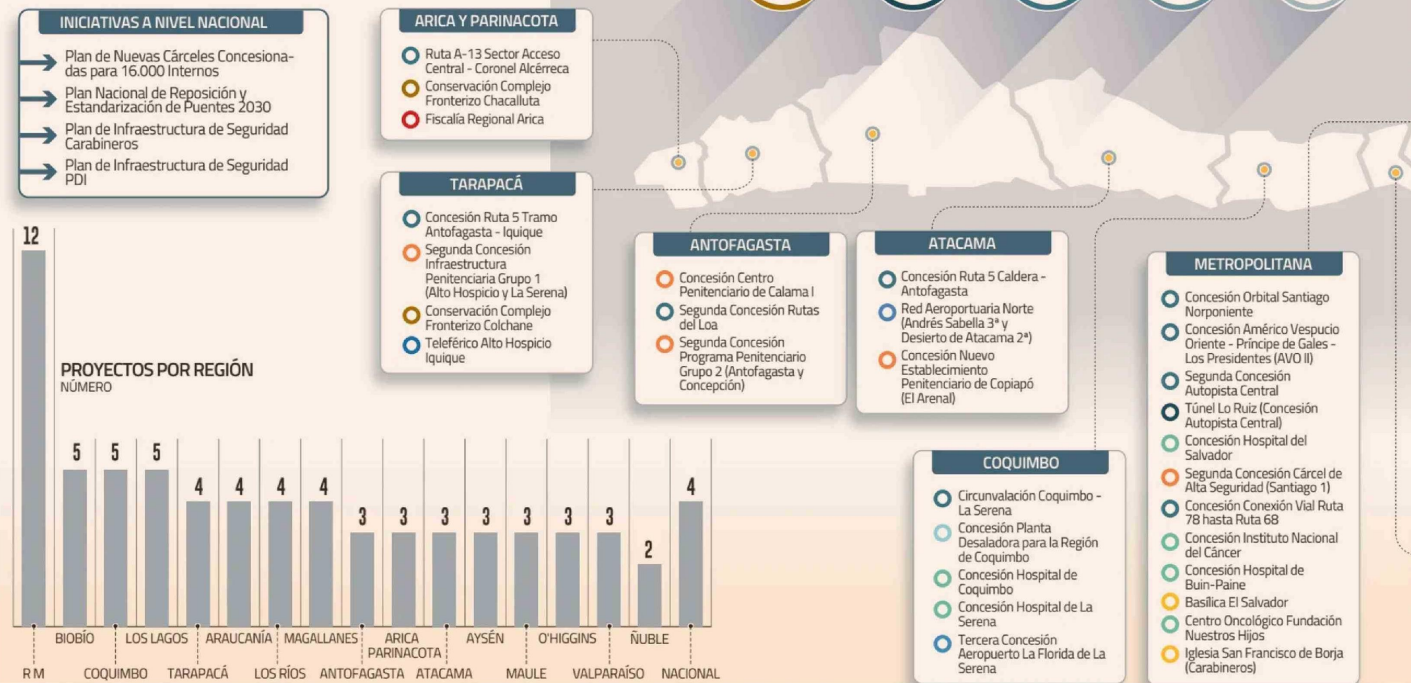 INICIATIVAS A NIVEL NACIONAL
Plan de Nuevas Cárceles Concesiona-
das para 16.000 Internos
Plan Nacional de Reposición y
Estandarización de Puentes 2030
Plan de Infraestructura de Seguridad
Carabineros
Plan de Infraestructura de Seguridad
PDI
ARICA Y PARINACOTA
Ruta A-13 Sector Acceso
Central - Coronel Alcérreca
Conservación Complejo
Fronterizo Chacalluta
Fiscalía Regional Arica
TARAPACÁ
Concesión Ruta 5 Tramo
Antofagasta - Iquique
Segunda Concesión
Infraestructura
Penitenciaria Grupo 1
(Alto Hospicio y La Serena)
Conservación Complejo
Fronterizo Colchane
Teleférico Alto Hospicio
Iquique
ANTOFAGASTA
Concesión Centro
Penitenciario de Calama I
Segunda Concesión Rutas
del Loa
Segunda Concesión
Programa Penitenciario
Grupo 2 (Antofagasta y
Concepción)
ATACAMA
Concesión Ruta 5 Caldera -
Antofagasta
Red Aeroportuaria Norte
(Andrés Sabella 3ª y
Desierto de Atacama 2ª)
Concesión Nuevo
Establecimiento
Penitenciario de Copiapó
(El Arenal)
COQUIMBO
Circunvalación Coquimbo -
La Serena
Concesión Planta
Desaladora para la Región
de Coquimbo
Concesión Hospital de
Coquimbo
Concesión Hospital de La
Serena
Tercera Concesión
Aeropuerto La Florida de La
Serena
METROPOLITANA
Concesión Orbital Santiago
Norponiente
Concesión Américo Vespucio
Oriente - Príncipe de Gales -
Los Presidentes (AVO II)
Segunda Concesión
Autopista Central
Túnel Lo Ruiz (Concesión
Autopista Central)
Concesión Hospital del
Salvador
Segunda Concesión Cárcel de
Alta Seguridad (Santiago 1)
Concesión Conexión Vial Ruta
78 hasta Ruta 68
Concesión Instituto Nacional
del Cáncer
Concesión Hospital de
Buin-Paine
Basílica El Salvador
Centro Oncológico Fundación
Nuestros Hijos
Iglesia San Francisco de Borja
(Carabineros)
PROYECTOS POR REGIÓN
NÚMERO
12
5
5
5
4
4
4
4
3
3
3
3
3
3
3
2
4
R M
BIOBÍO
COQUIMBO
LOS LAGOS
TARAPACÁ
ARAUCANÍA
LOS RÍOS
MAGALLANES
ANTOFAGASTA
ARICA
PARINACOTA
ATACAMA
AYSÉN
MAULE
O'HIGGINS
VALPARAÍSO
ÑUBLE
NACIONAL